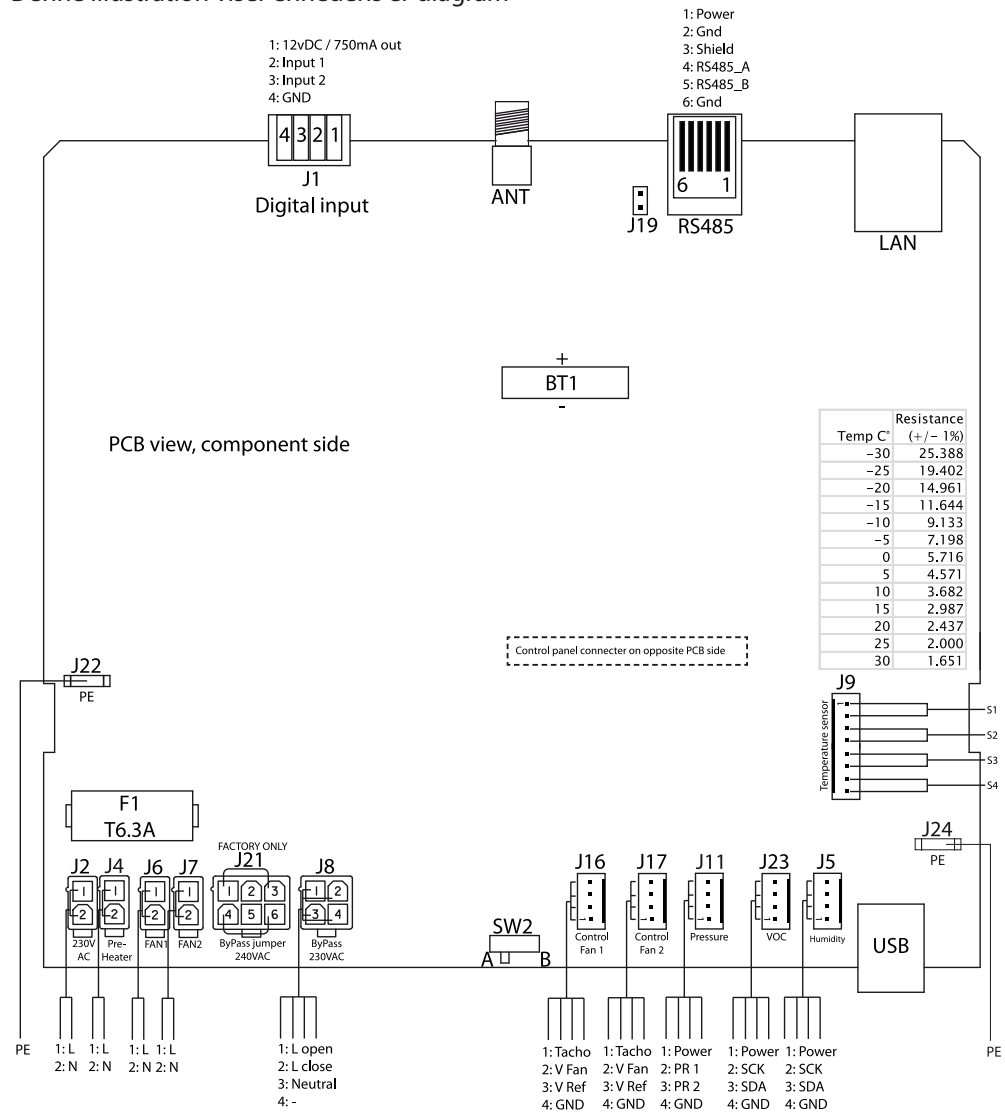 1: Power
2: Gnd
3: Shield
4: RS485_A
5: RS485_B
6: Gnd
1: 12vDC / 750mA out
2: Input 1
3: Input 2
4: GND
4 3 2 1
J1
Digital input
ANT
6 1
J19
RS485
LAN
+
BT1
-
PCB view, component side
Temp C° Resistance (+/- 1%)
-30 25.388
-25 19.402
-20 14.961
-15 11.644
-10 9.133
-5 7.198
0 5.716
5 4.571
10 3.682
15 2.987
20 2.437
25 2.000
30 1.651
Control panel connecter on opposite PCB side
J22
PE
J9
1
Temperature sensor
S1
S2
S3
S4
F1
T6.3A
J24
PE
J2
1
2
230V
AC
J4
1
2
Pre-
Heater
J6
1
2
FAN1
J7
1
2
FAN2
FACTORY ONLY
J21
1 2 3
4 5 6
ByPass jumper
240VAC
J8
1 2
3 4
ByPass
230VAC
SW2
A B
J16
Control
Fan 1
J17
Control
Fan 2
J11
Pressure
J23
VOC
J5
Humidity
USB
PE
1: L
2: N
1: L
2: N
1: L
2: N
1: L
2: N
1: L open
2: L close
3: Neutral
4: -
1: Tacho
2: V Fan
3: V Ref
4: GND
1: Tacho
2: V Fan
3: V Ref
4: GND
1: Power
2: PR 1
3: PR 2
4: GND
1: Power
2: SCK
3: SDA
4: GND
1: Power
2: SCK
3: SDA
4: GND
PE